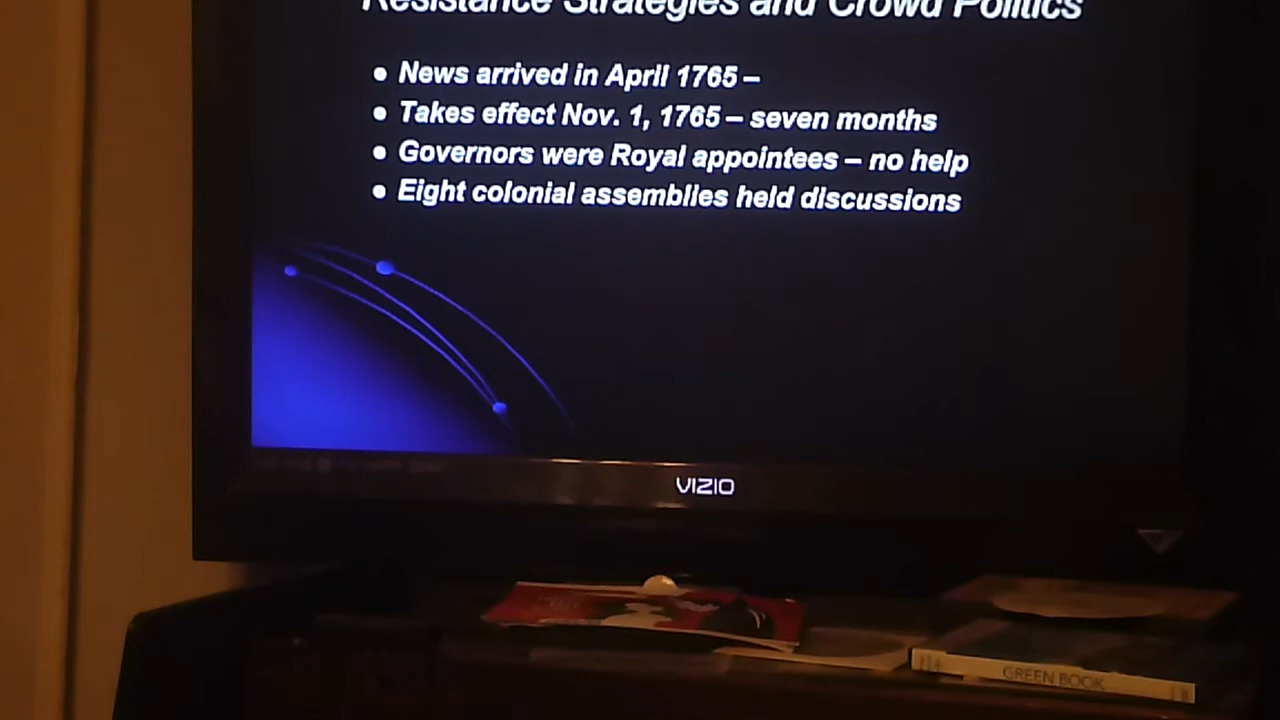 Resistance Strategies and Crowd Politics
● News arrived in April 1765 –
● Takes effect Nov. 1, 1765 – seven months
● Governors were Royal appointees – no help
● Eight colonial assemblies held discussions
VIZIO
GREEN BOOK